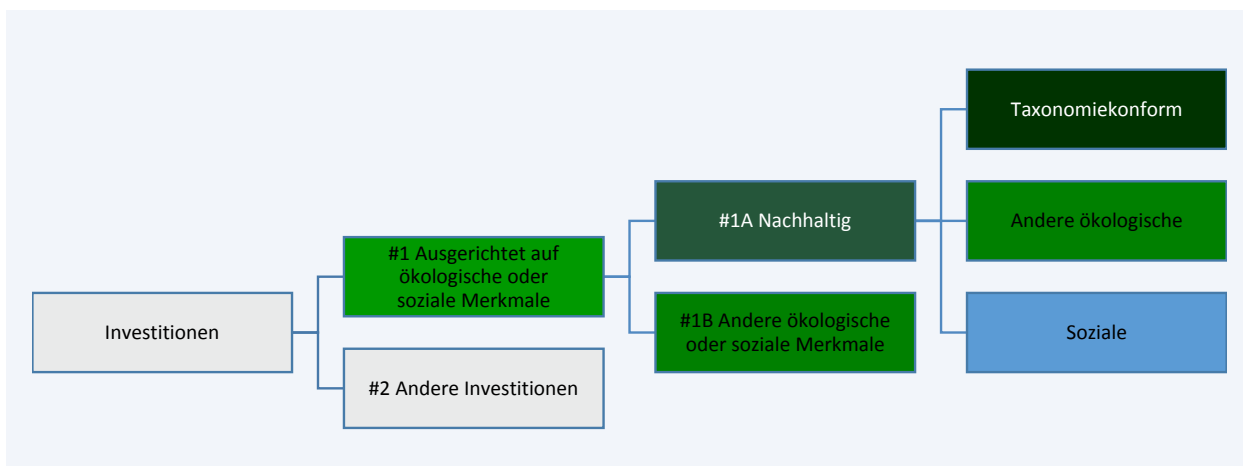 Investitionen
#1 Ausgerichtet auf
ökologische oder
soziale Merkmale
#2 Andere Investitionen
#1A Nachhaltig
#1B Andere ökologische
oder soziale Merkmale
Taxonomiekonform
Andere ökologische
Soziale